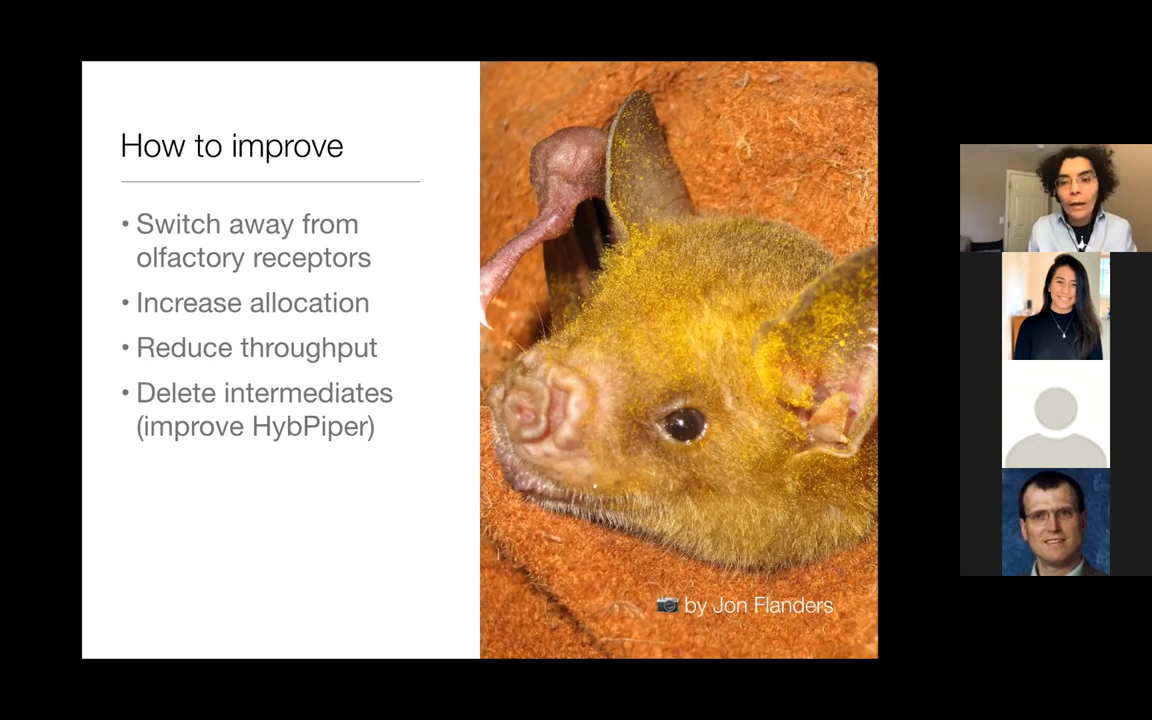 How to improve
• Switch away from
olfactory receptors
• Increase allocation
• Reduce throughput
• Delete intermediates
(improve HybPiper)
📷 by Jon Flanders